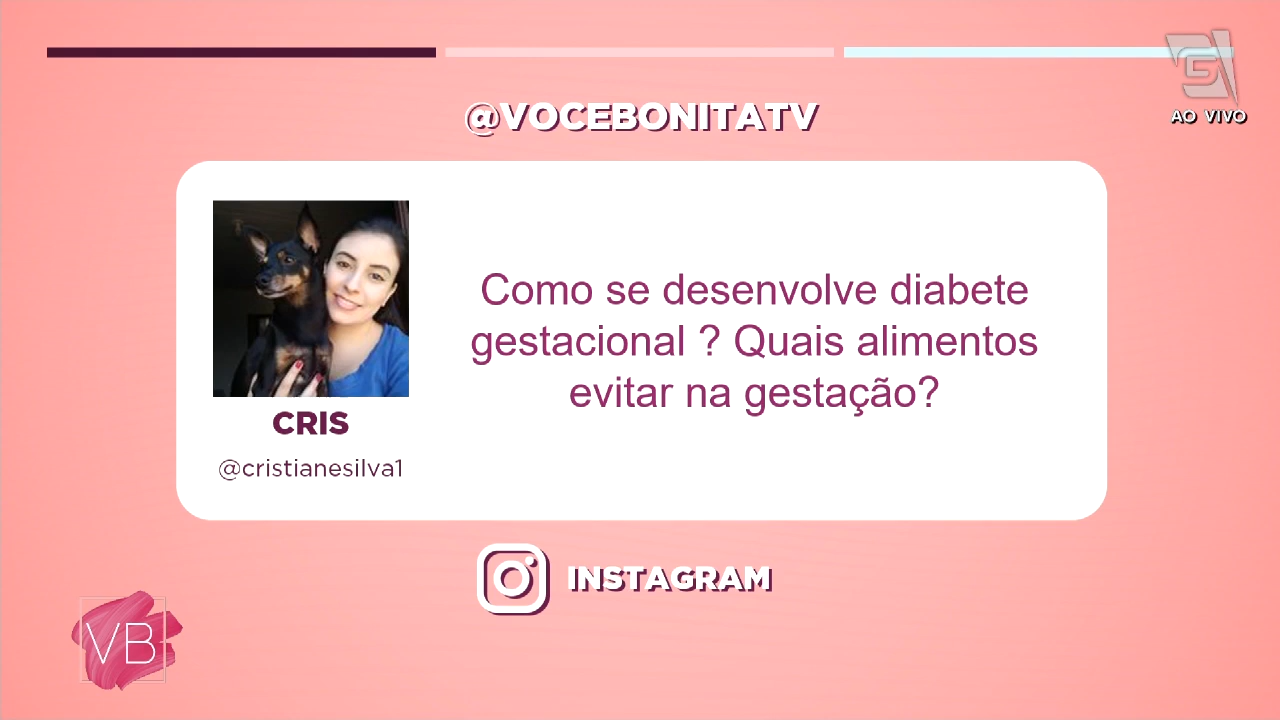 @VOCEBONITATV
AO VIVO
Como se desenvolve diabete
gestacional ? Quais alimentos
evitar na gestação?
CRIS
@cristianesilva1
INSTAGRAM
VB